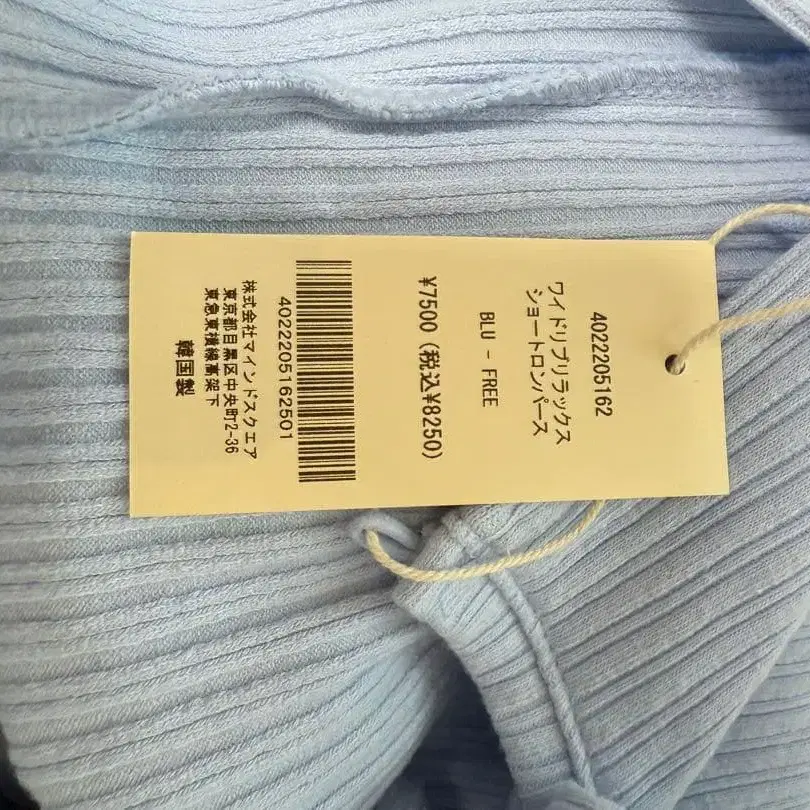 4022205162
ワイドリブリラックス
ショートロンパース
BLU - FREE
¥7500 (税込¥8250)
4022205162501
株式会社マインドスクエア
東京都目黒区中央町2-36
東急東横線高架下
韓国製